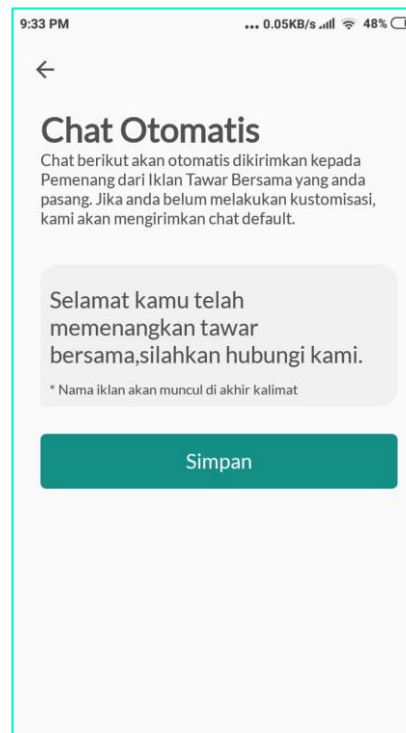 9:33 PM ... 0.05KB/s 48%
Chat Otomatis
Chat berikut akan otomatis dikirimkan kepada
Pemenang dari Iklan Tawar Bersama yang anda
pasang. Jika anda belum melakukan kustomisasi,
kami akan mengirimkan chat default.
Selamat kamu telah
memenangkan tawar
bersama,silahkan hubungi kami.
* Nama iklan akan muncul di akhir kalimat
Simpan